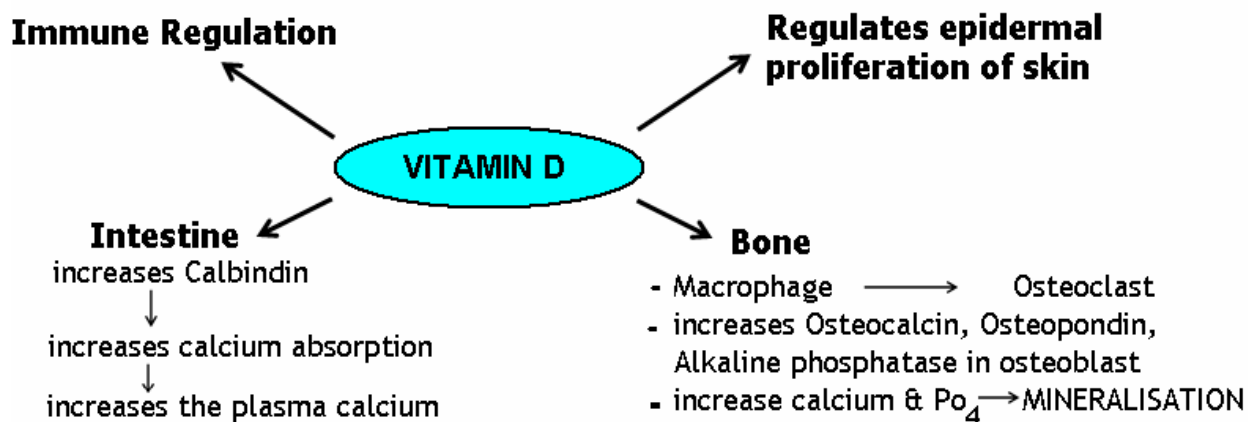 Immune Regulation
Regulates epidermal
proliferation of skin
VITAMIN D
Intestine
increases Calbindin
increases calcium absorption
increases the plasma calcium
Bone
- Macrophage → Osteoclast
- increases Osteocalcin, Osteopondin,
Alkaline phosphatase in osteoblast
- increase calcium & Po4→MINERALISATION